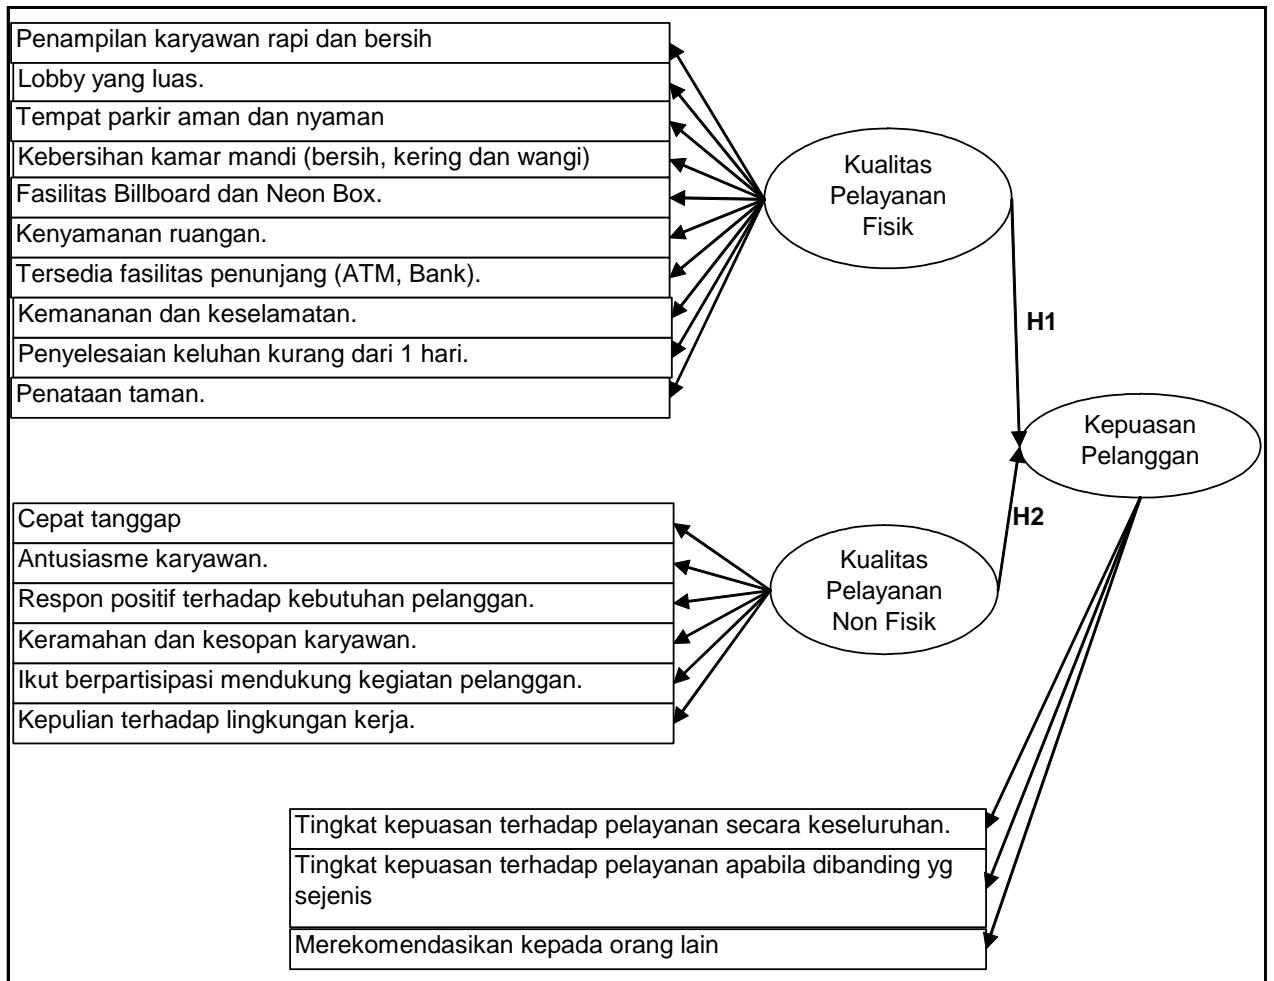 Penampilan karyawan rapi dan bersih
Lobby yang luas.
Tempat parkir aman dan nyaman
Kebersihan kamar mandi (bersih, kering dan wangi)
Fasilitas Billboard dan Neon Box.
Kenyamanan ruangan.
Tersedia fasilitas penunjang (ATM, Bank).
Kemananan dan keselamatan.
Penyelesaian keluhan kurang dari 1 hari.
Penataan taman.
Kualitas
Pelayanan
Fisik
H1
Kepuasan
Pelanggan
H2
Cepat tanggap
Antusiasme karyawan.
Respon positif terhadap kebutuhan pelanggan.
Keramahan dan kesopan karyawan.
Ikut berpartisipasi mendukung kegiatan pelanggan.
Kepulian terhadap lingkungan kerja.
Kualitas
Pelayanan
Non Fisik
Tingkat kepuasan terhadap pelayanan secara keseluruhan.
Tingkat kepuasan terhadap pelayanan apabila dibanding yg
sejenis
Merekomendasikan kepada orang lain